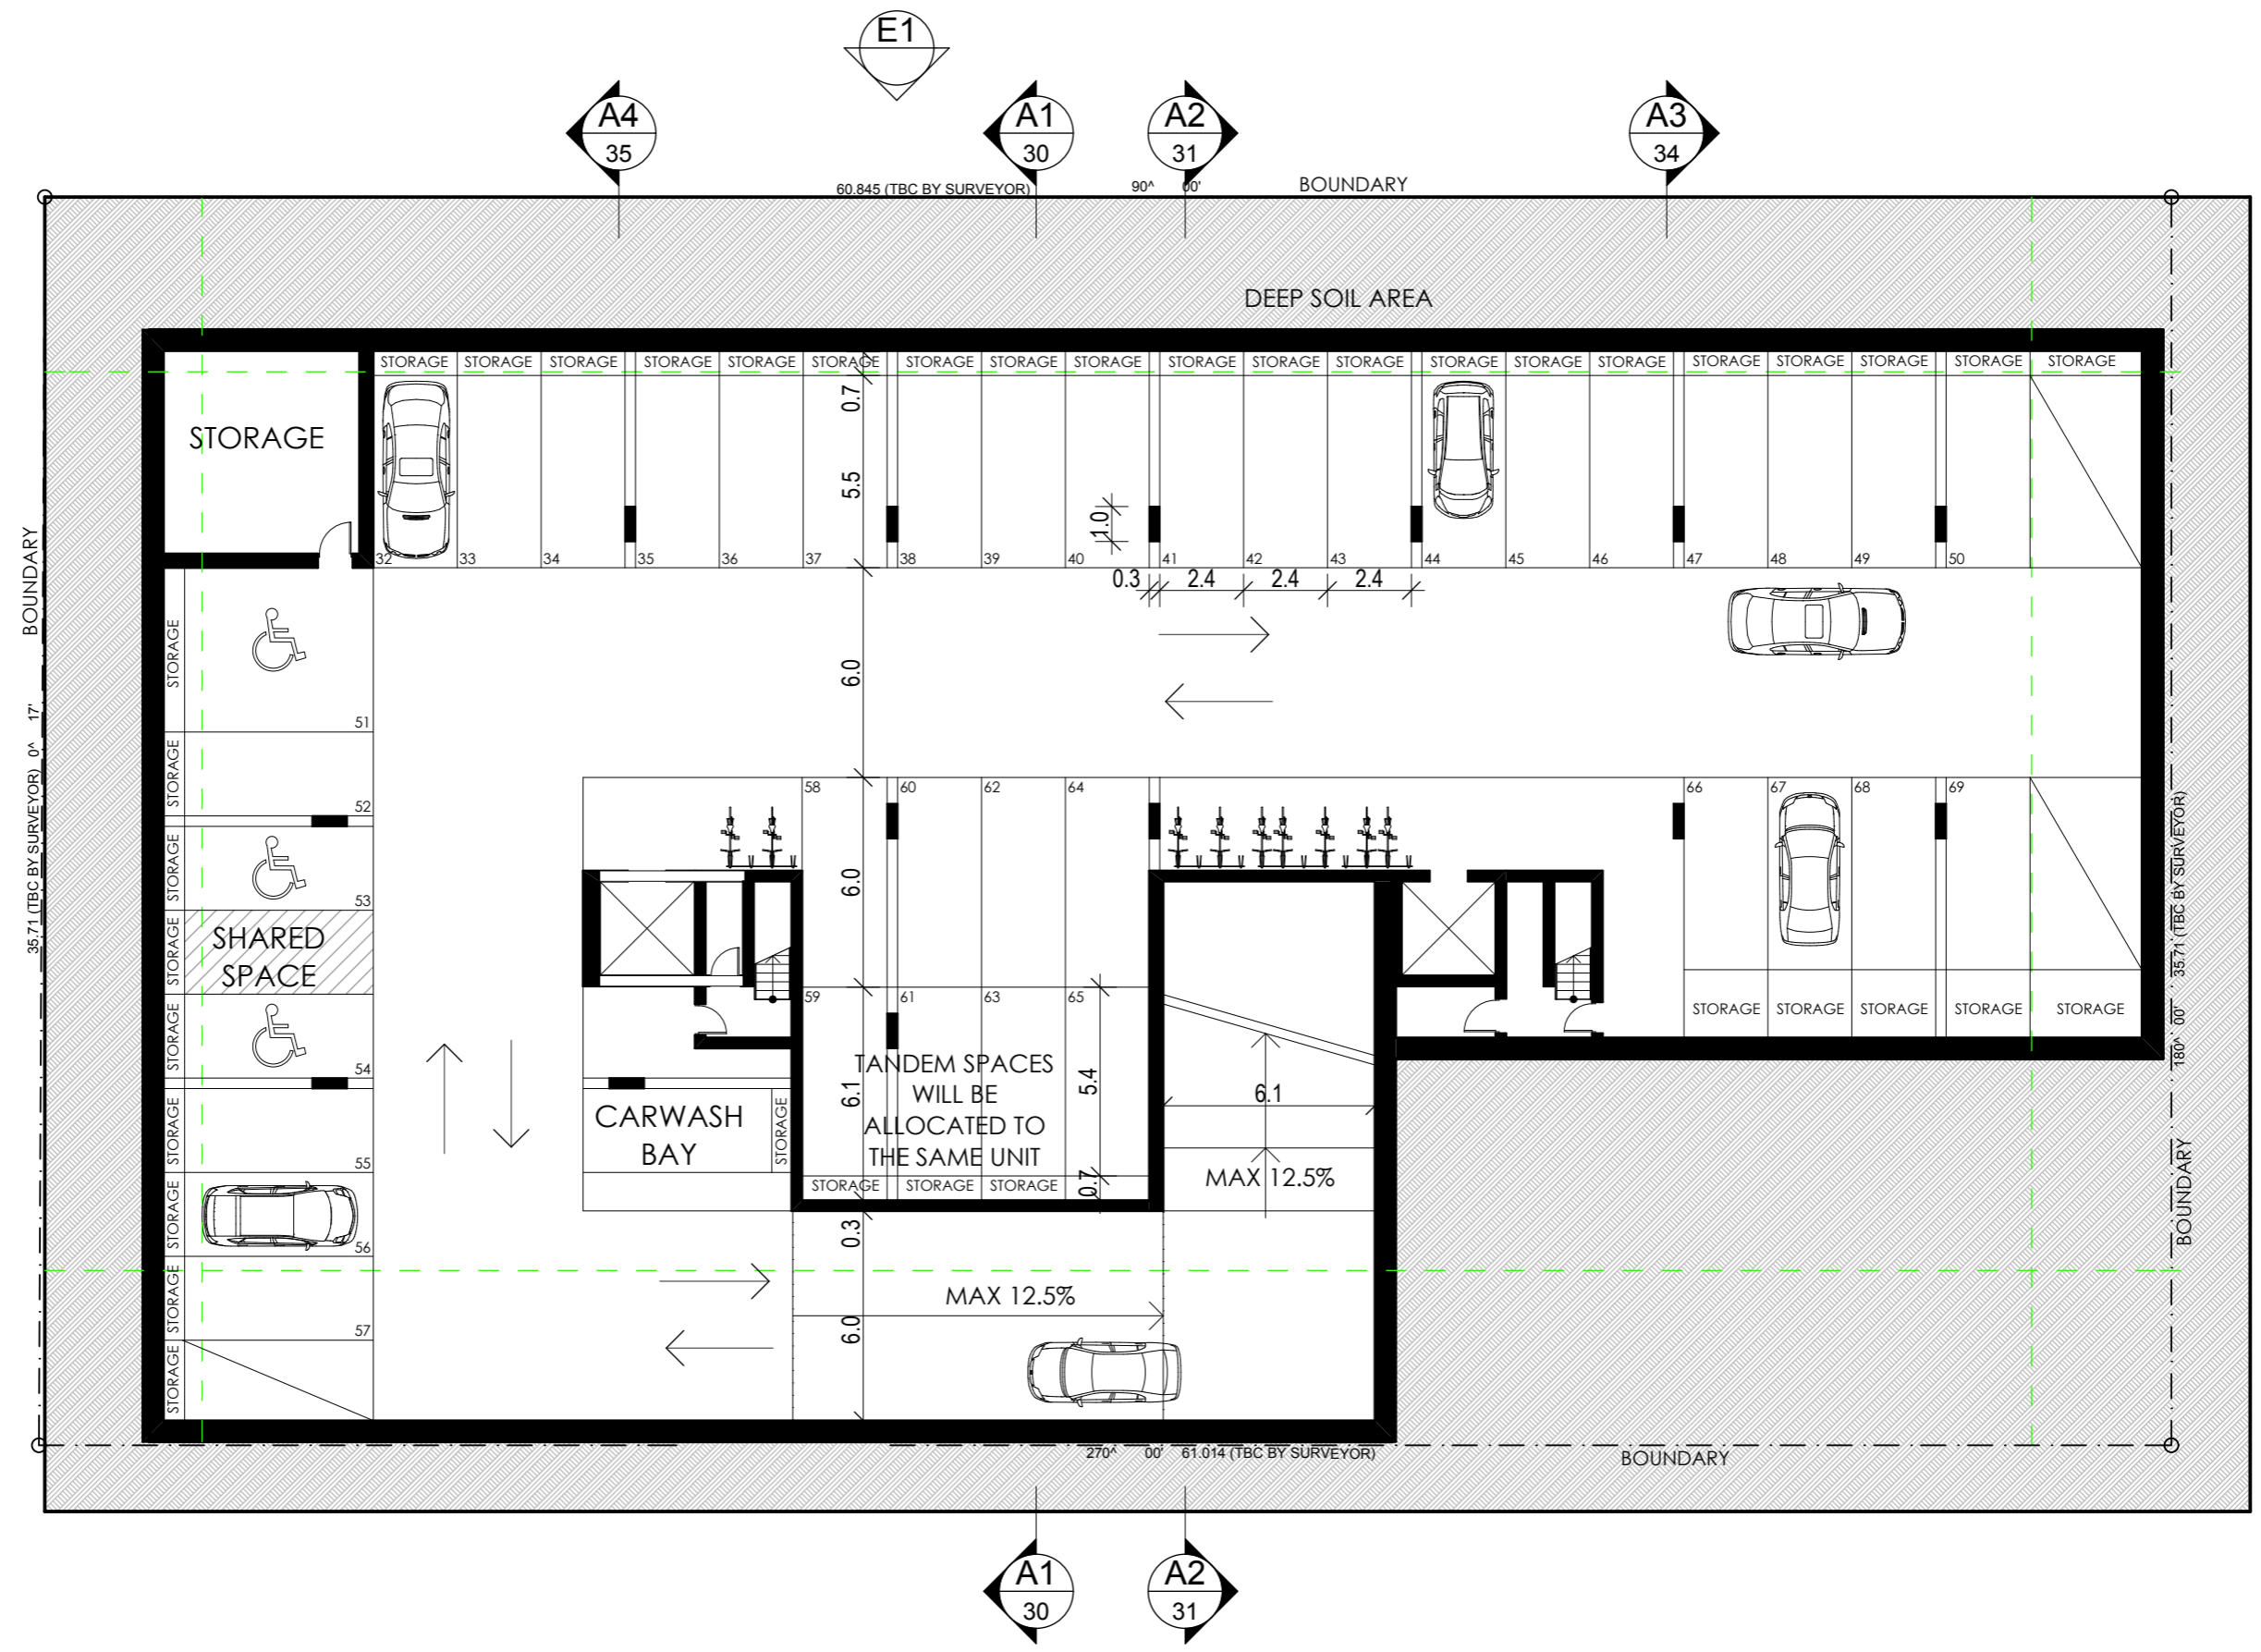 E1
A4
35
A1
30
A2
31
A3
34
60.845 (TBC BY SURVEYOR) 90^ 00' BOUNDARY
DEEP SOIL AREA
STORAGE STORAGE STORAGE STORAGE STORAGE STORAGE STORAGE STORAGE STORAGE STORAGE STORAGE STORAGE STORAGE STORAGE STORAGE STORAGE STORAGE STORAGE STORAGE STORAGE
0.7
STORAGE
5.5
1.0
32 33 34 35 36 37 38 39 40 41 42 43 44 45 46 47 48 49 50
0.3 2.4 2.4 2.4
BOUNDARY
35.71 (TBC BY SURVEYOR) 0^ 17'
STORAGE
6.0
51
STORAGE
52
58 60 62 64 66 67 68 69
STORAGE
53
6.0
STORAGE
SHARED
SPACE
35.71 (TBC BY SURVEYOR)
180^ 00'
BOUNDARY
59 61 63 65
STORAGE STORAGE STORAGE STORAGE STORAGE
STORAGE
54
TANDEM SPACES
WILL BE
ALLOCATED TO
THE SAME UNIT
6.1
5.4
6.1
STORAGE
55
CARWASH
BAY
STORAGE
STORAGE STORAGE STORAGE
0.7
MAX 12.5%
STORAGE
56
0.3
STORAGE
57
MAX 12.5%
6.0
STORAGE
270^ 00' 61.014 (TBC BY SURVEYOR)
BOUNDARY
A1
30
A2
31